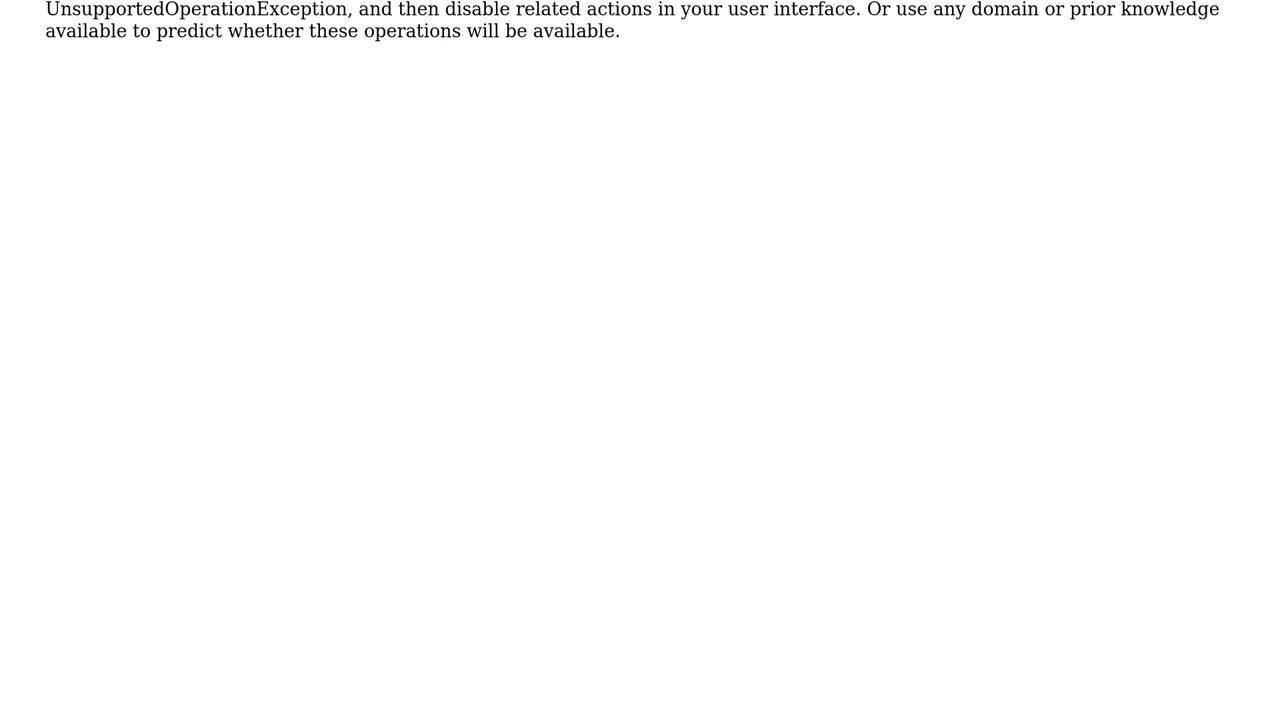 UnsupportedOperationException, and then disable related actions in your user interface. Or use any domain or prior knowledge
available to predict whether these operations will be available.